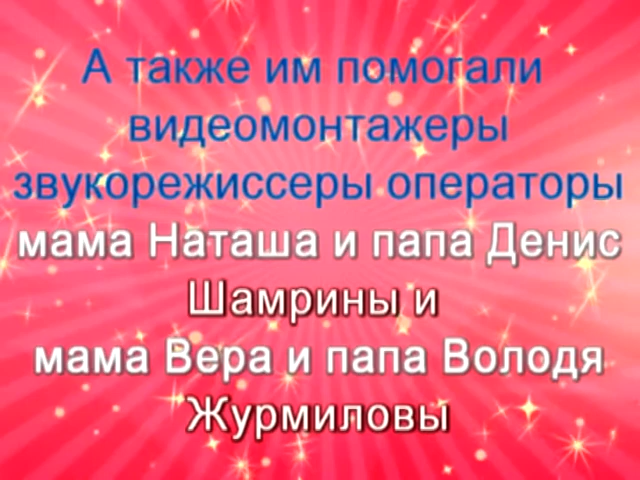 А также им помогали
видеомонтажеры
звукорежиссеры операторы
мама Наташа и папа Денис
Шамрины и
мама Вера и папа Володя
Журмиловы